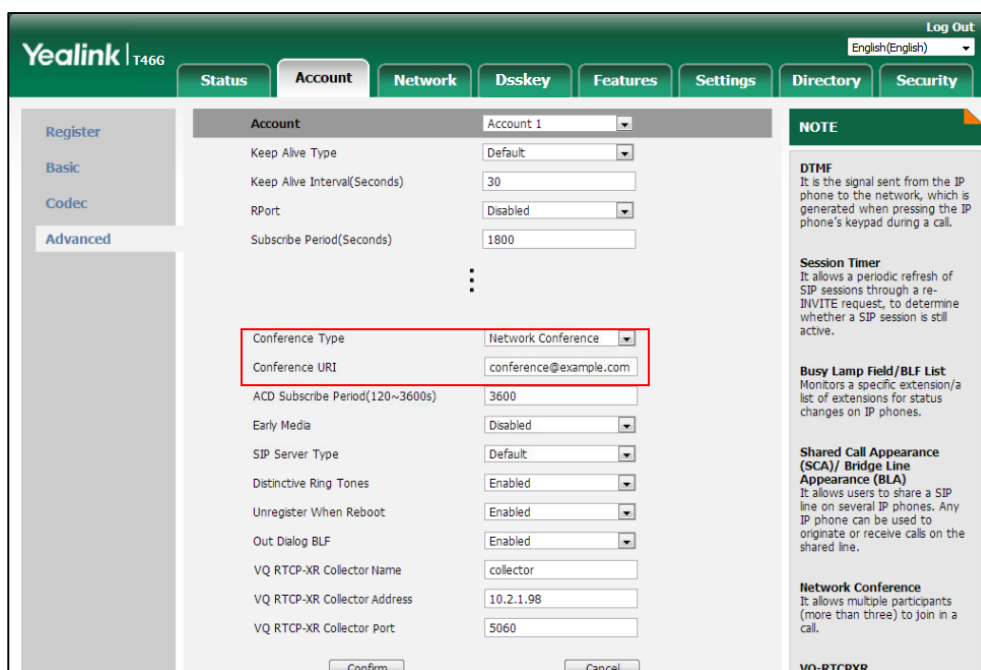 Log Out
Yealink | T46G
English(English)
Status Account Network Dsskey Features Settings Directory Security
Register
Basic
Codec
Advanced
Account Account 1
Keep Alive Type Default
Keep Alive Interval(Seconds) 30
RPort Disabled
Subscribe Period(Seconds) 1800
Conference Type Network Conference
Conference URI conference@example.com
ACD Subscribe Period(120~3600s) 3600
Early Media Disabled
SIP Server Type Default
Distinctive Ring Tones Enabled
Unregister When Reboot Enabled
Out Dialog BLF Enabled
VQ RTCP-XR Collector Name collector
VQ RTCP-XR Collector Address 10.2.1.98
VQ RTCP-XR Collector Port 5060
Confirm Cancel
NOTE
DTMF
It is the signal sent from the IP
phone to the network, which is
generated when pressing the IP
phone's keypad during a call.
Session Timer
It allows a periodic refresh of
SIP sessions through a re-
INVITE request, to determine
whether a SIP session is still
active.
Busy Lamp Field/BLF List
Monitors a specific extension/a
list of extensions for status
changes on IP phones.
Shared Call Appearance
(SCA)/ Bridge Line
Appearance (BLA)
It allows users to share a SIP
line on several IP phones. Any
IP phone can be used to
originate or receive calls on the
shared line.
Network Conference
It allows multiple participants
(more than three) to join in a
call.
VQ-RTCPXR